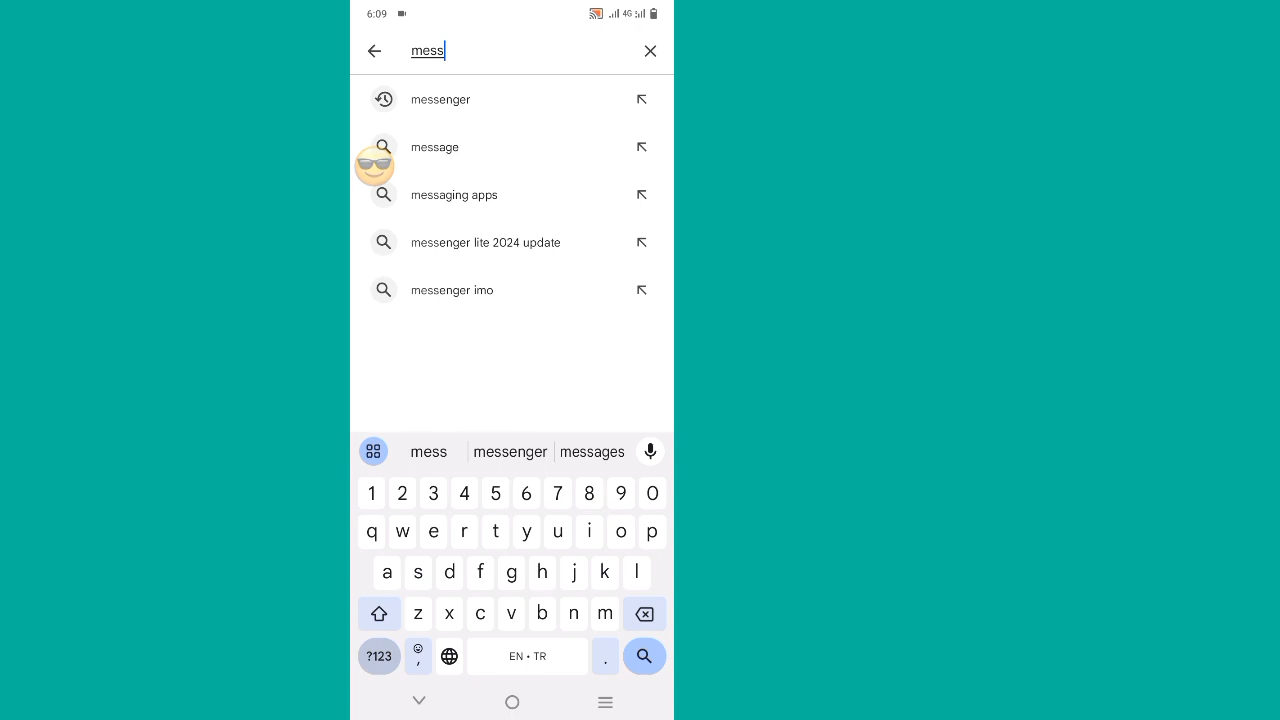 6:09 4G
mess
messenger
message
messaging apps
messenger lite 2024 update
messenger imo
mess messenger messages
1 2 3 4 5 6 7 8 9 0
q w e r t y u i o p
a s d f g h j k l
z x c v b n m
?123 , EN • TR .